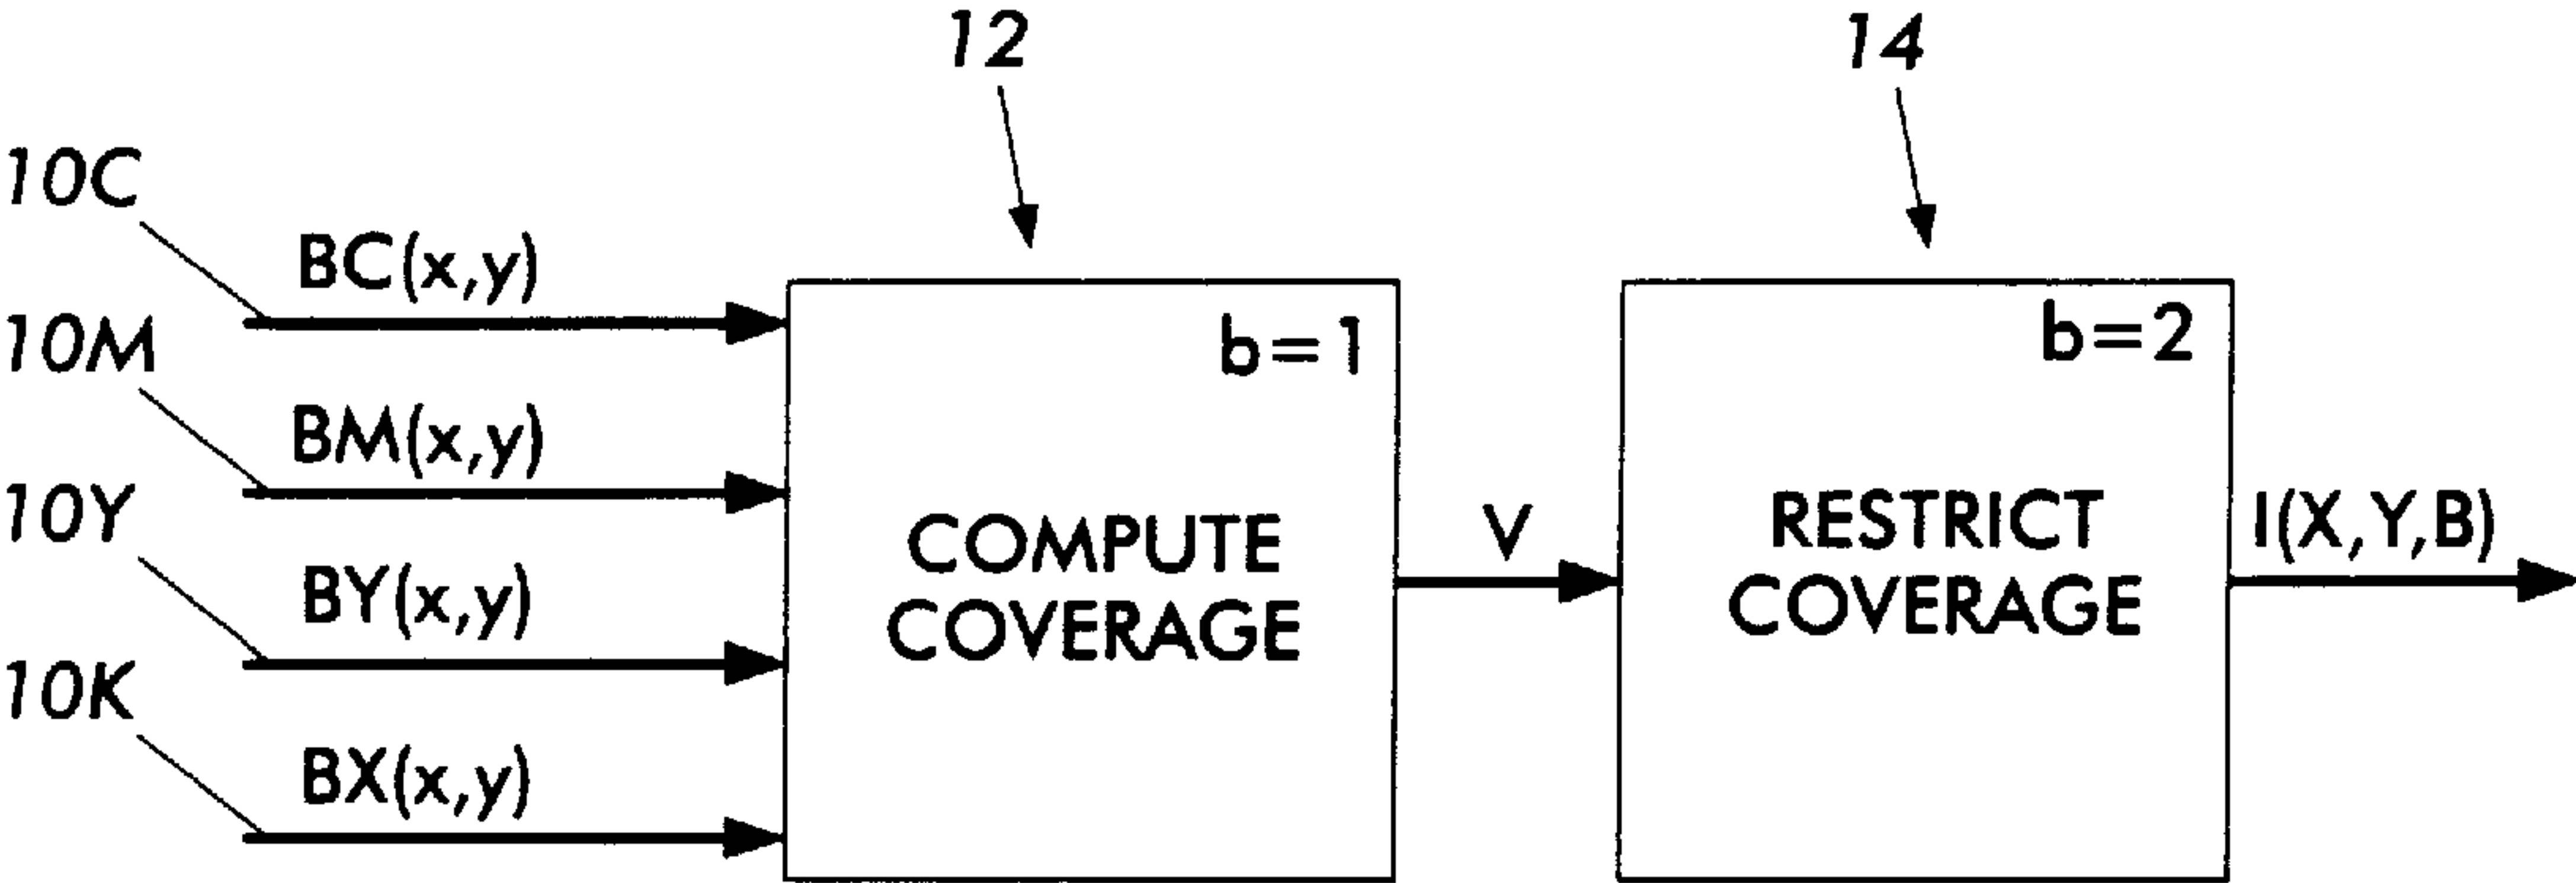 12
14
10C
BC(x,y)
10M
BM(x,y)
10Y
BY(x,y)
10K
BX(x,y)
b=1
COMPUTE
COVERAGE
V
b=2
RESTRICT
COVERAGE
I(X,Y,B)